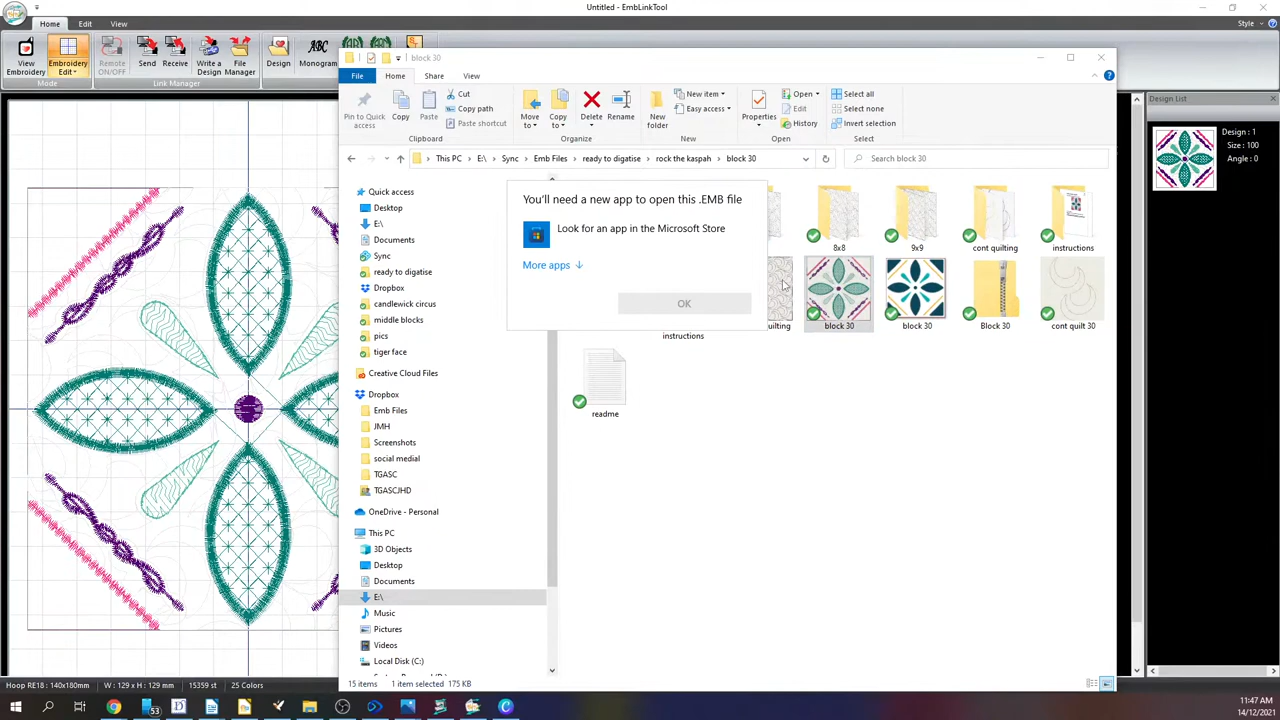 Untitled - EmbLinkTool
Home Edit View
Style
View Embroidery
Embroidery Edit
Remote ON/OFF
Send
Receive
Write a Design
File Manager
Design
ABC
Monogram
Mode
Link Manager
block 30
File Home Share View
Pin to Quick access
Copy
Paste
Cut
Copy path
Paste shortcut
Move to
Copy to
Delete
Rename
New folder
New item
Easy access
Properties
Open
Edit
History
Select all
Select none
Invert selection
Clipboard
Organize
New
Open
Select
This PC E:\ Sync Emb Files ready to digatise rock the kaspah block 30
Search block 30
Quick access
Desktop
E:\
Documents
Sync
ready to digatise
Dropbox
candlewick circus
middle blocks
pics
tiger face
Creative Cloud Files
Dropbox
Emb Files
JMH
Screenshots
social medial
TGASC
TGASCJHD
OneDrive - Personal
This PC
3D Objects
Desktop
Documents
E:\
Music
Pictures
Videos
Local Disk (C:)
You'll need a new app to open this .EMB file
Look for an app in the Microsoft Store
More apps
OK
8x8
9x9
cont quilting
instructions
instructions
quilting
block 30
block 30
Block 30
cont quilt 30
readme
15 items 1 item selected 175 KB
Design List
Design : 1
Size : 100
Angle : 0
Hoop RE18 : 140x180mm W : 129 x H : 129 mm 15359 st 25 Colors
53
11:47 AM
14/12/2021